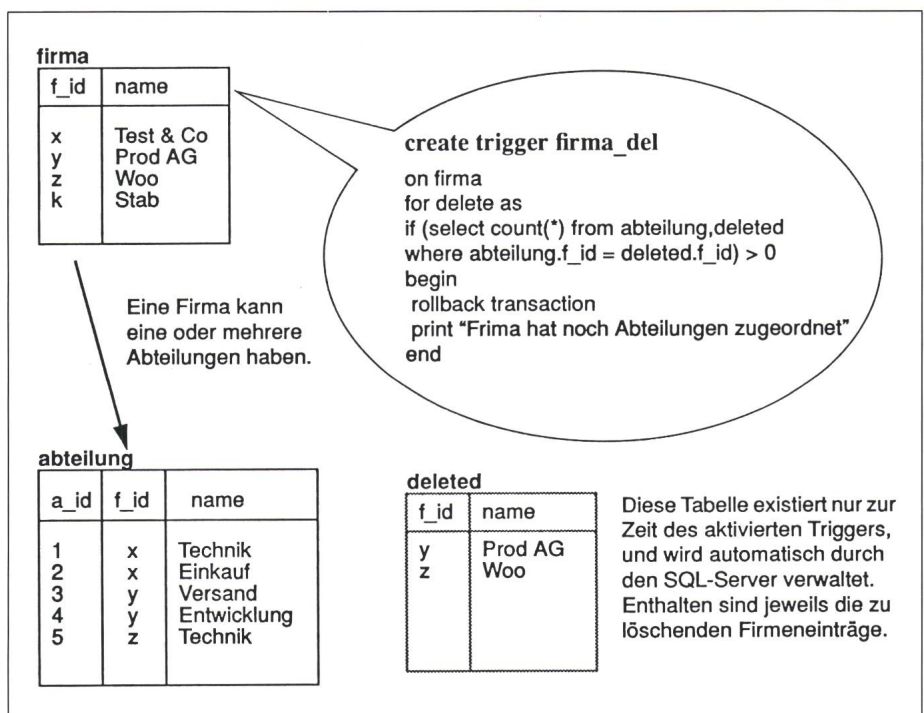 firma
f_id name
x Test & Co
y Prod AG
z Woo
k Stab
create trigger firma_del
on firma
for delete as
if (select count(*) from abteilung,deleted
where abteilung.f_id = deleted.f_id) > 0
begin
rollback transaction
print "Frima hat noch Abteilungen zugeordnet"
end
Eine Firma kann
eine oder mehrere
Abteilungen haben.
abteilung
a_id f_id name
1 x Technik
2 x Einkauf
3 y Versand
4 y Entwicklung
5 z Technik
deleted
f_id name
y Prod AG
z Woo
Diese Tabelle existiert nur zur
Zeit des aktivierten Triggers,
und wird automatisch durch
den SQL-Server verwaltet.
Enthalten sind jeweils die zu
löschenden Firmeneinträge.